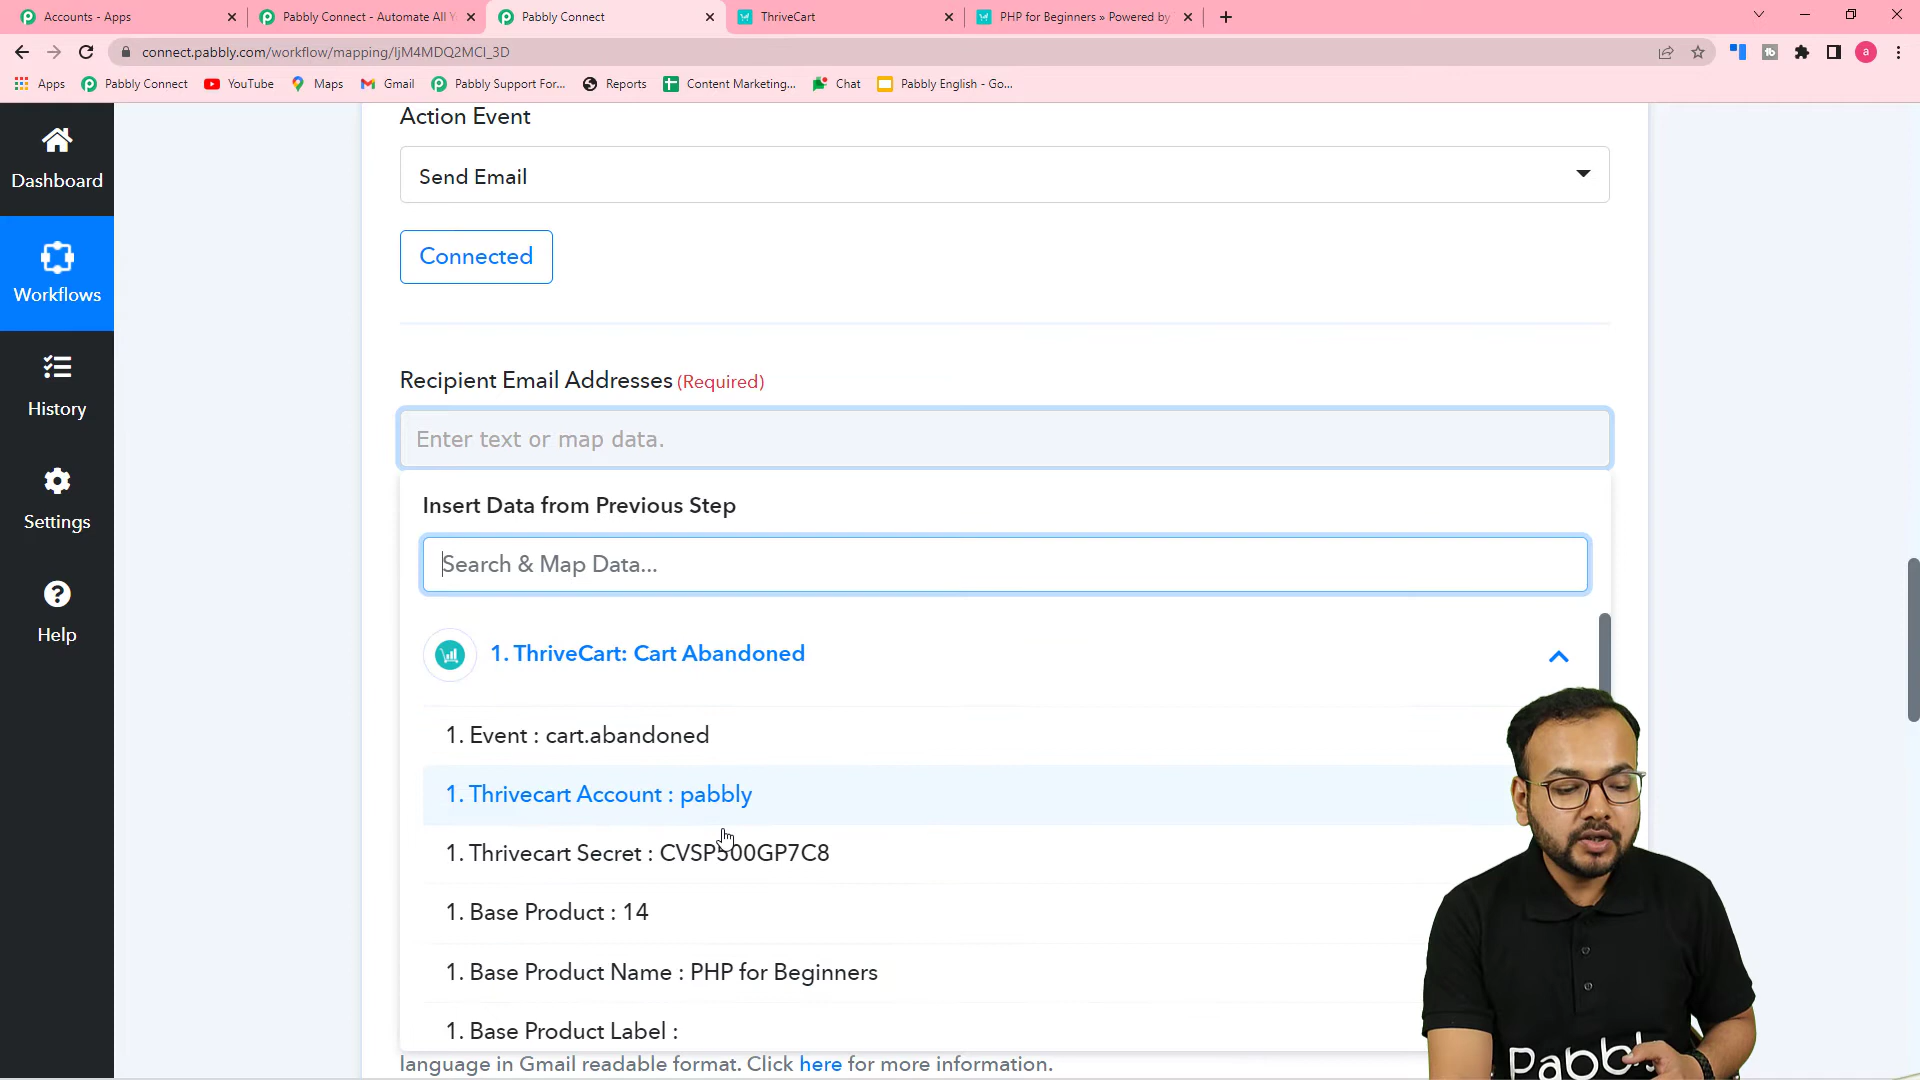 Accounts - Apps
Pabbly Connect - Automate All Y
Pabbly Connect
ThriveCart
PHP for Beginners » Powered by
connect.pabbly.com/workflow/mapping/IjM4MDQ2MCI_3D
a
Apps
Pabbly Connect
YouTube
Maps
Gmail
Pabbly Support For...
Reports
Content Marketing...
Chat
Pabbly English - Go...
Dashboard
Workflows
History
Settings
Help
Action Event
Send Email
Connected
Recipient Email Addresses (Required)
Enter text or map data.
Insert Data from Previous Step
Search & Map Data...
1. ThriveCart: Cart Abandoned
1. Event : cart.abandoned
1. Thrivecart Account : pabbly
1. Thrivecart Secret : CVSP500GP7C8
1. Base Product : 14
1. Base Product Name : PHP for Beginners
1. Base Product Label :
language in Gmail readable format. Click here for more information.